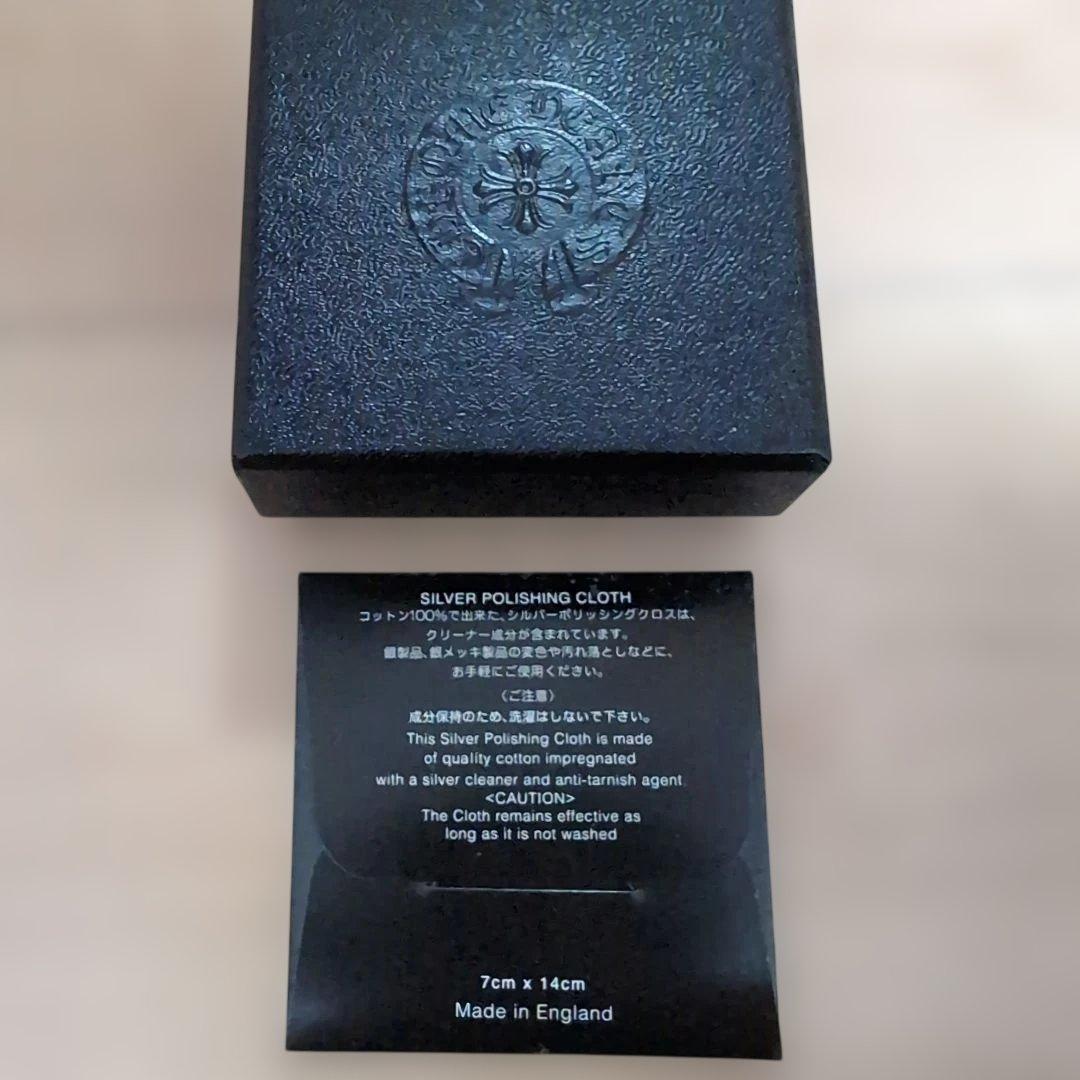 CHROME HEARTS
SILVER POLISHING CLOTH
コットン100%で出来た、シルバーポリッシングクロスは、
クリーナー成分が含まれています。
銀製品、銀メッキ製品の変色や汚れ落としなどに、
お手軽にご使用ください。
〈ご注意〉
成分保持のため、洗濯はしないで下さい。
This Silver Polishing Cloth is made
of quality cotton impregnated
with a silver cleaner and anti-tarnish agent
<CAUTION>
The Cloth remains effective as
long as it is not washed
7cm x 14cm
Made in England